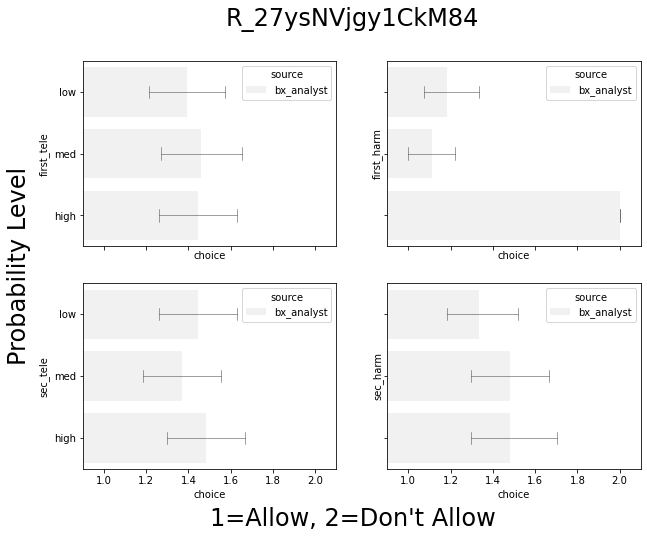 R_27ysNVjgy1CkM84
Probability Level
first_tele
low
med
high
source
bx_analyst
choice
first_harm
source
bx_analyst
choice
sec_tele
low
med
high
source
bx_analyst
1.0 1.2 1.4 1.6 1.8 2.0
choice
sec_harm
source
bx_analyst
1.0 1.2 1.4 1.6 1.8 2.0
choice
1=Allow, 2=Don't Allow